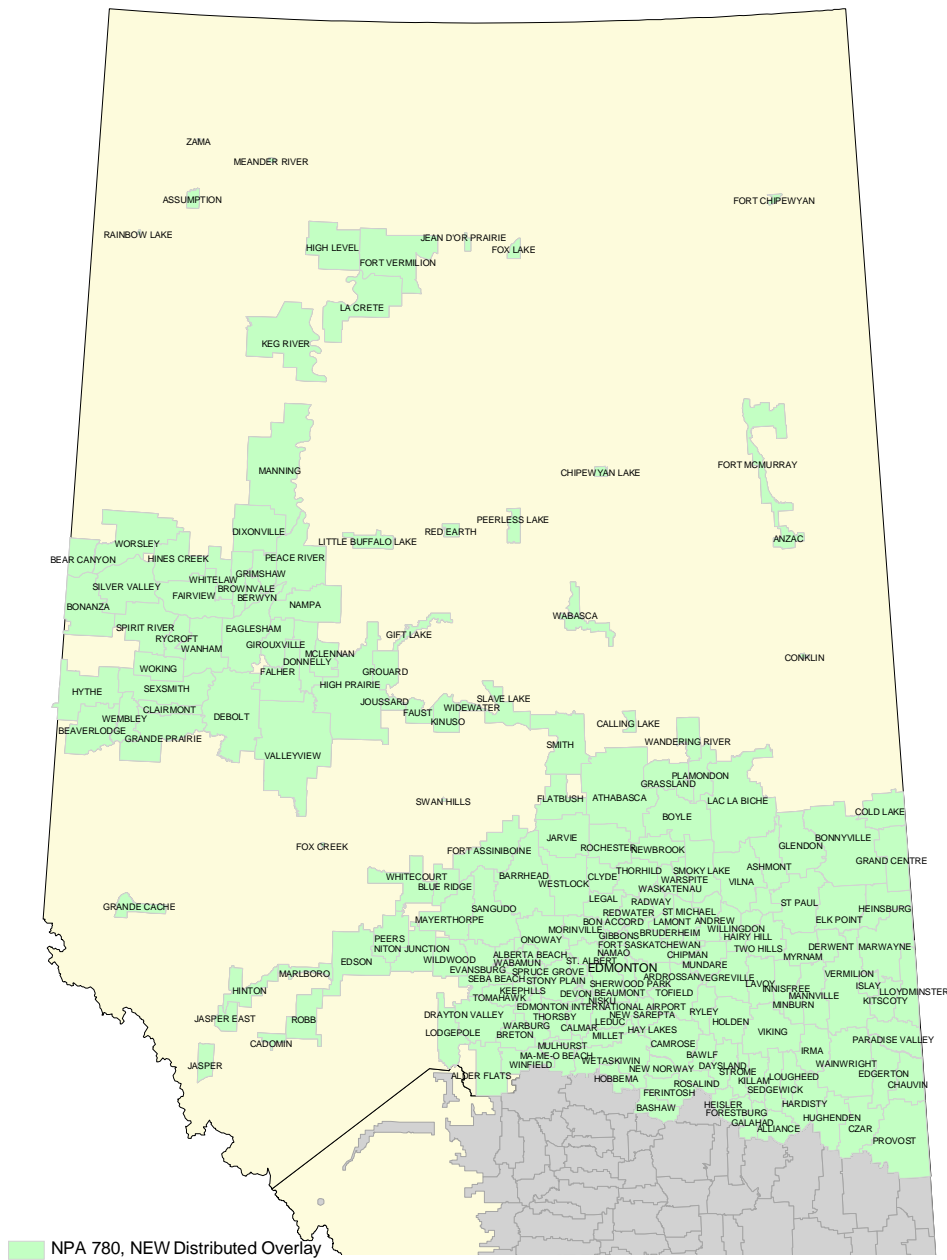 ZAMA
MEANDER RIVER
ASSUMPTION
FORT CHIPEWYAN
RAINBOW LAKE
JEAN D'OR PRAIRIE
HIGH LEVEL
FOX LAKE
FORT VERMILION
LA CRETE
KEG RIVER
MANNING
CHIPEWYAN LAKE
FORT MCMURRAY
PEERLESS LAKE
DIXONVILLE
RED EARTH
LITTLE BUFFALO LAKE
ANZAC
WORSLEY
BEAR CANYON
HINES CREEK
PEACE RIVER
GRIMSHAW
WHITELAW
SILVER VALLEY
BROWNVALE
FAIRVIEW
BERWYN
BONANZA
NAMPA
WABASCA
SPIRIT RIVER
EAGLESHAM
RYCROFT
GIFT LAKE
WANHAM
GIROUXVILLE
MCLENNAN
DONNELLY
CONKLIN
WOKING
FALHER
GROUARD
HYTHE
SEXSMITH
HIGH PRAIRIE
JOUSSARD
SLAVE LAKE
WIDEWATER
CLAIRMONT
FAUST
WEMBLEY
DEBOLT
KINUSO
CALLING LAKE
BEAVERLODGE
GRANDE PRAIRIE
SMITH
WANDERING RIVER
VALLEYVIEW
PLAMONDON
GRASSLAND
SWAN HILLS
FLATBUSH
ATHABASCA
LAC LA BICHE
COLD LAKE
BOYLE
JARVIE
BONNYVILLE
FOX CREEK
FORT ASSINIBOINE
ROCHESTER
NEWBROOK
GLENDON
GRAND CENTRE
WHITECOURT
BARRHEAD
CLYDE
THORHILD
SMOKY LAKE
ASHMONT
BLUE RIDGE
WESTLOCK
WARSPITE
VILNA
WASKATENAU
GRANDE CACHE
SANGUDO
LEGAL
RADWAY
ST PAUL
HEINSBURG
MAYERTHORPE
REDWATER
ST MICHAEL
BON ACCORD
LAMONT
ANDREW
ELK POINT
MORINVILLE
GIBBONS
BRUDERHEIM
WILLINGDON
PEERS
ONOWAY
FORT SASKATCHEWAN
HAIRY HILL
NITON JUNCTION
ALBERTA BEACH
NAMAO
CHIPMAN
TWO HILLS
DERWENT
MARWAYNE
EDSON
WILDWOOD
WABAMUN
ST. ALBERT
MYRNAM
EVANSBURG
SPRUCE GROVE
EDMONTON
MUNDARE
MARLBORO
SEBA BEACH
STONY PLAIN
SHERWOOD PARK
ARDROSSAN
VEGREVILLE
LAVOY
VERMILION
HINTON
KEEPHILLS
DEVON
BEAUMONT
TOFIELD
INNISFREE
ISLAY
LLOYDMINSTER
TOMAHAWK
NISKU
MANNVILLE
KITSCOTY
EDMONTON INTERNATIONAL AIRPORT
MINBURN
JASPER EAST
ROBB
DRAYTON VALLEY
THORSBY
NEW SAREPTA
RYLEY
LODGEPOLE
WARBURG
CALMAR
LEDUC
HAY LAKES
HOLDEN
VIKING
BRETON
MILLET
PARADISE VALLEY
CADOMIN
MULHURST
CAMROSE
IRMA
MA-ME-O BEACH
BAWLF
JASPER
WINFIELD
WETASKIWIN
NEW NORWAY
DAYSLAND
WAINWRIGHT
ALDER FLATS
HOBBEMA
STROME
LOUGHEED
EDGERTON
ROSALIND
KILLAM
CHAUVIN
FERINTOSH
SEDGEWICK
BASHAW
HEISLER
HARDISTY
FORESTBURG
HUGHENDEN
GALAHAD
ALLIANCE
CZAR
PROVOST
NPA 780, NEW Distributed Overlay